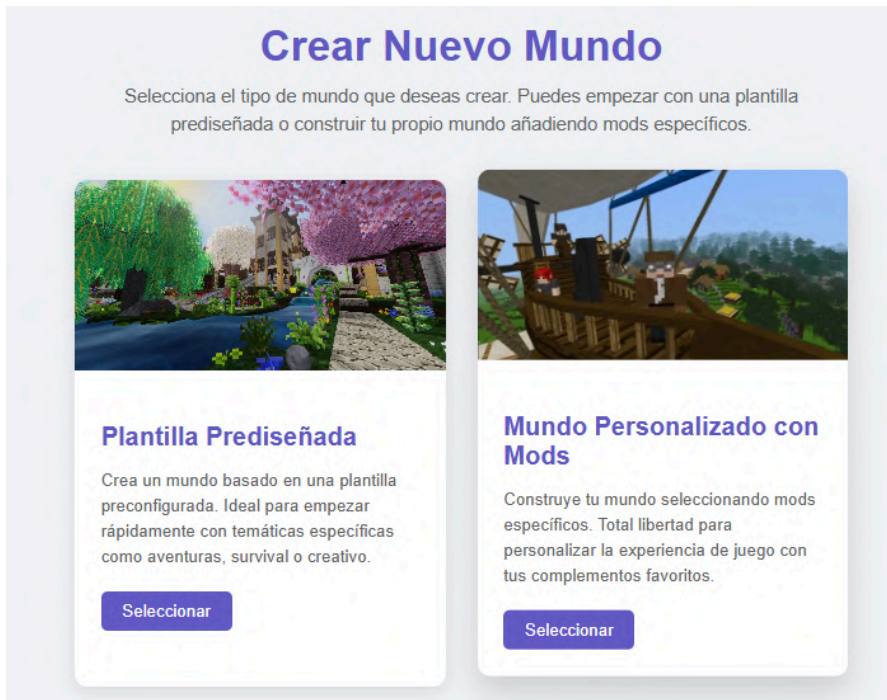 Crear Nuevo Mundo
Selecciona el tipo de mundo que deseas crear. Puedes empezar con una plantilla
prediseñada o construir tu propio mundo añadiendo mods específicos.
Plantilla Prediseñada
Crea un mundo basado en una plantilla
preconfigurada. Ideal para empezar
rápidamente con temáticas específicas
como aventuras, survival o creativo.
Seleccionar
Mundo Personalizado con
Mods
Construye tu mundo seleccionando mods
específicos. Total libertad para
personalizar la experiencia de juego con
tus complementos favoritos.
Seleccionar